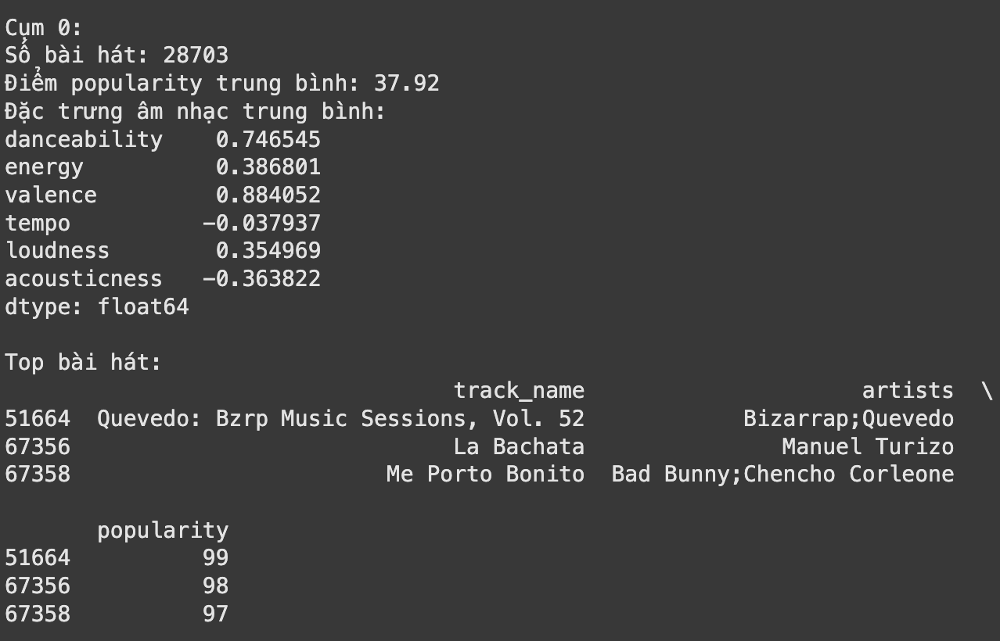 Cụm 0:
Số bài hát: 28703
Điểm popularity trung bình: 37.92
Đặc trưng âm nhạc trung bình:
danceability    0.746545
energy          0.386801
valence         0.884052
tempo          −0.037937
loudness        0.354969
acousticness   −0.363822
dtype: float64
Top bài hát:
                                  track_name                      artists  \
51664  Quevedo: Bzrp Music Sessions, Vol. 52            Bizarrap;Quevedo
67356                             La Bachata               Manuel Turizo
67358                        Me Porto Bonito  Bad Bunny;Chencho Corleone
       popularity
51664          99
67356          98
67358          97